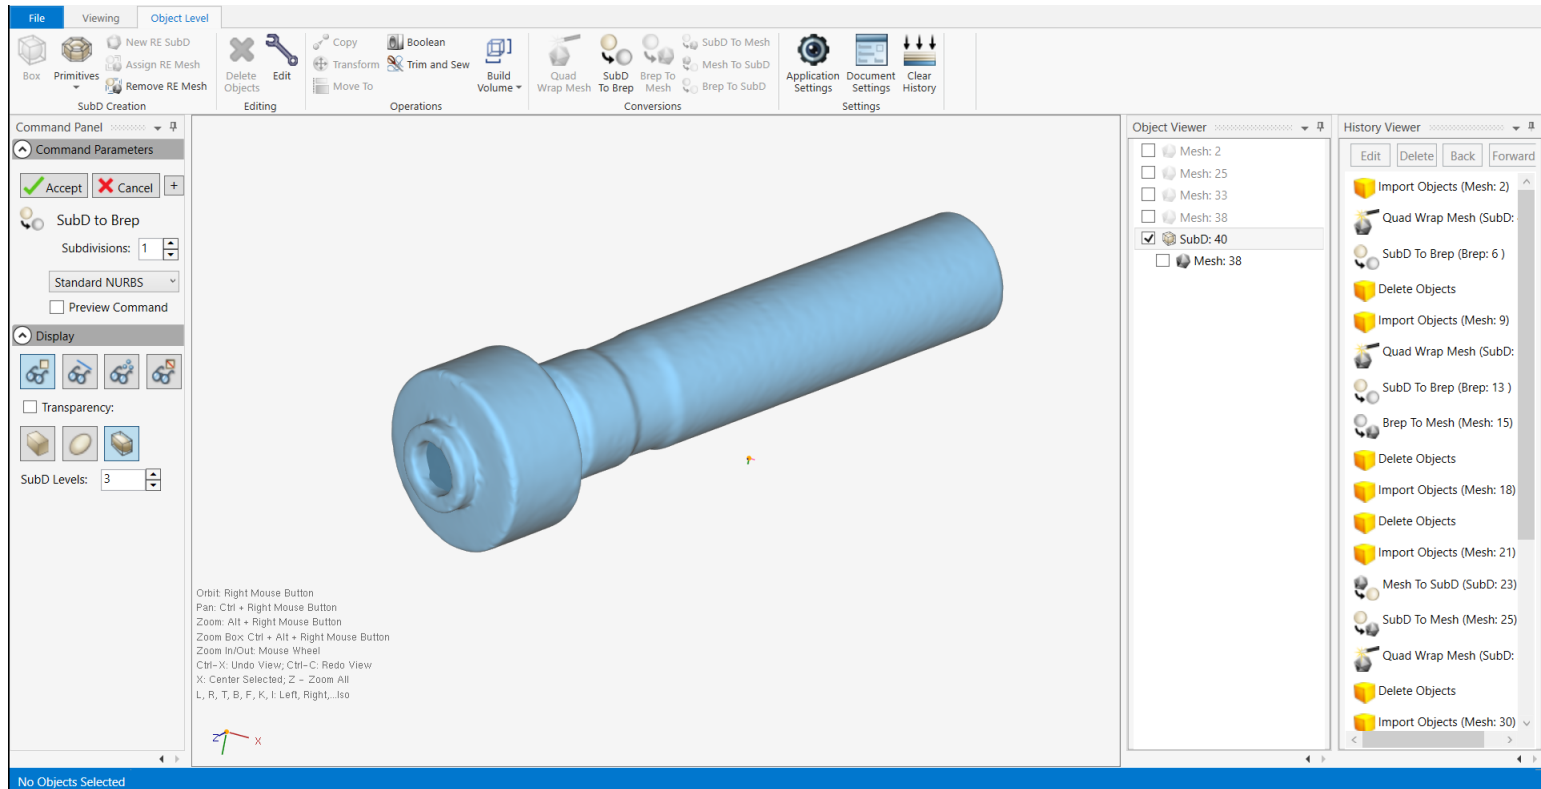 File
Viewing
Object Level
Box
Primitives
New RE SubD
Assign RE Mesh
Remove RE Mesh
SubD Creation
Delete
Objects
Edit
Editing
Copy
Transform
Move To
Boolean
Trim and Sew
Build
Volume
Operations
Quad
Wrap Mesh
SubD
To Brep
Brep To
Mesh
SubD To Mesh
Mesh To SubD
Brep To SubD
Conversions
Application
Settings
Document
Settings
Clear
History
Settings
Command Panel
Command Parameters
Accept
Cancel
+
SubD to Brep
Subdivisions: 1
Standard NURBS
Preview Command
Display
Transparency:
SubD Levels: 3
Orbit: Right Mouse Button
Pan: Ctrl + Right Mouse Button
Zoom: Alt + Right Mouse Button
Zoom Box: Ctrl + Alt + Right Mouse Button
Zoom In/Out: Mouse Wheel
Ctrl-X: Undo View; Ctrl-C: Redo View
X: Center Selected; Z - Zoom All
L, R, T, B, F, K, I: Left, Right,...Iso
Z
X
Object Viewer
Mesh: 2
Mesh: 25
Mesh: 33
Mesh: 38
SubD: 40
Mesh: 38
History Viewer
Edit
Delete
Back
Forward
Import Objects (Mesh: 2)
Quad Wrap Mesh (SubD:
SubD To Brep (Brep: 6 )
Delete Objects
Import Objects (Mesh: 9)
Quad Wrap Mesh (SubD:
SubD To Brep (Brep: 13 )
Brep To Mesh (Mesh: 15)
Delete Objects
Import Objects (Mesh: 18)
Delete Objects
Import Objects (Mesh: 21)
Mesh To SubD (SubD: 23)
SubD To Mesh (Mesh: 25)
Quad Wrap Mesh (SubD:
Delete Objects
Import Objects (Mesh: 30)
No Objects Selected